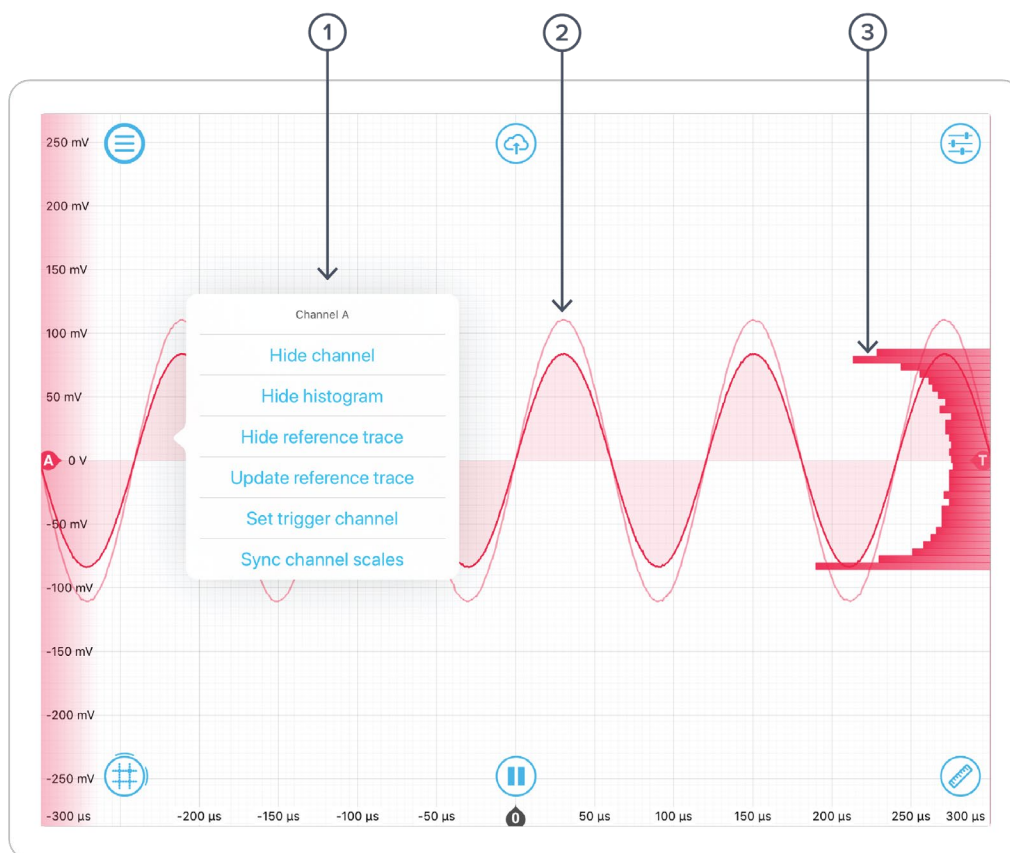 1 2 3
250 mV
200 mV
150 mV
100 mV
50 mV
A 0 V
-50 mV
-100 mV
-150 mV
-200 mV
-250 mV
Channel A
Hide channel
Hide histogram
Hide reference trace
Update reference trace
Set trigger channel
Sync channel scales
T
-300 µs -200 µs -150 µs -100 µs -50 µs 0 50 µs 100 µs 150 µs 200 µs 250 µs 300 µs